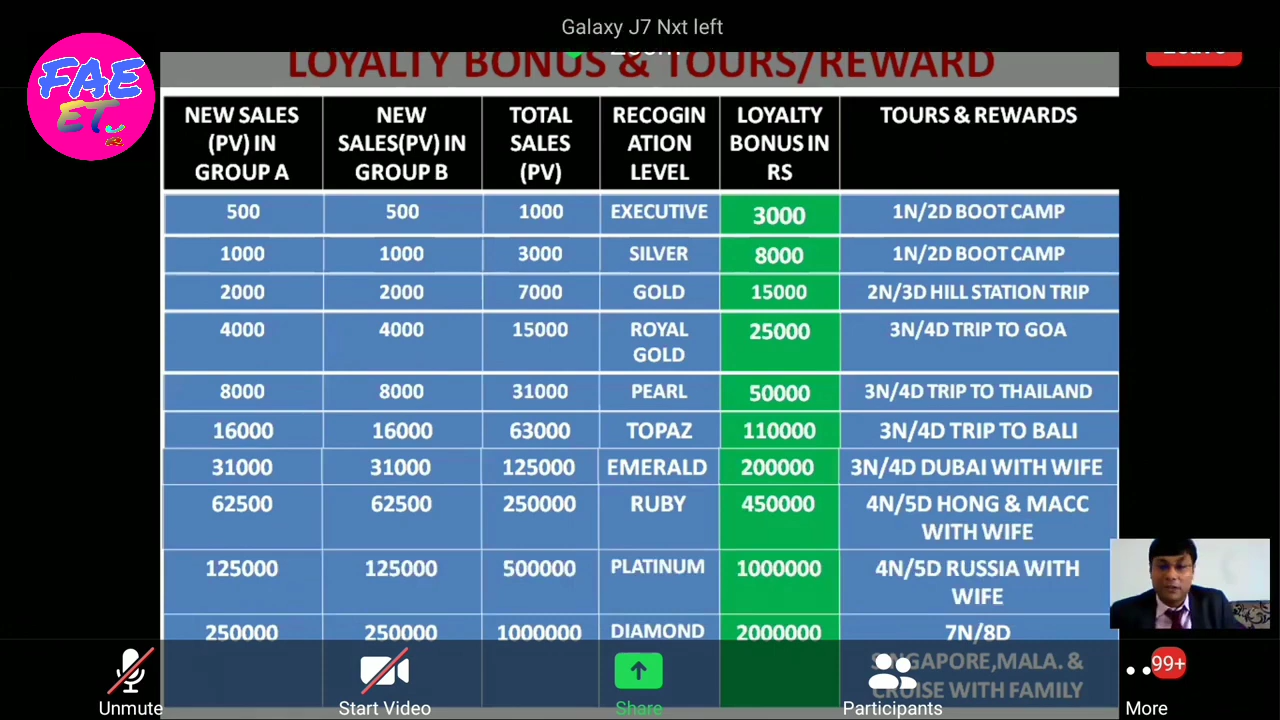 Galaxy J7 Nxt left
FAE
ET
LOYALTY BONUS & TOURS/REWARD
NEW SALES (PV) IN GROUP A NEW SALES(PV) IN GROUP B TOTAL SALES (PV) RECOGIN ATION LEVEL LOYALTY BONUS IN RS TOURS & REWARDS
500 500 1000 EXECUTIVE 3000 1N/2D BOOT CAMP
1000 1000 3000 SILVER 8000 1N/2D BOOT CAMP
2000 2000 7000 GOLD 15000 2N/3D HILL STATION TRIP
4000 4000 15000 ROYAL GOLD 25000 3N/4D TRIP TO GOA
8000 8000 31000 PEARL 50000 3N/4D TRIP TO THAILAND
16000 16000 63000 TOPAZ 110000 3N/4D TRIP TO BALI
31000 31000 125000 EMERALD 200000 3N/4D DUBAI WITH WIFE
62500 62500 250000 RUBY 450000 4N/5D HONG & MACC WITH WIFE
125000 125000 500000 PLATINUM 1000000 4N/5D RUSSIA WITH WIFE
250000 250000 1000000 DIAMOND 2000000 7N/8D SINGAPORE,MALA. & CRUISE WITH FAMILY
99+
Unmute Start Video Share Participants More